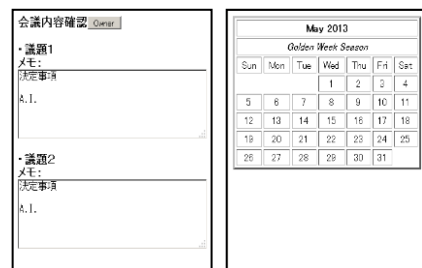 会議内容確認 Owner
・議題1
メモ:
決定事項
A.I.
・議題2
メモ:
決定事項
A.I.
May 2013
Golden Week Season
Sun Mon Tue Wed Thu Fri Sat
1 2 3 4
5 6 7 8 9 10 11
12 13 14 15 16 17 18
19 20 21 22 23 24 25
26 27 28 29 30 31